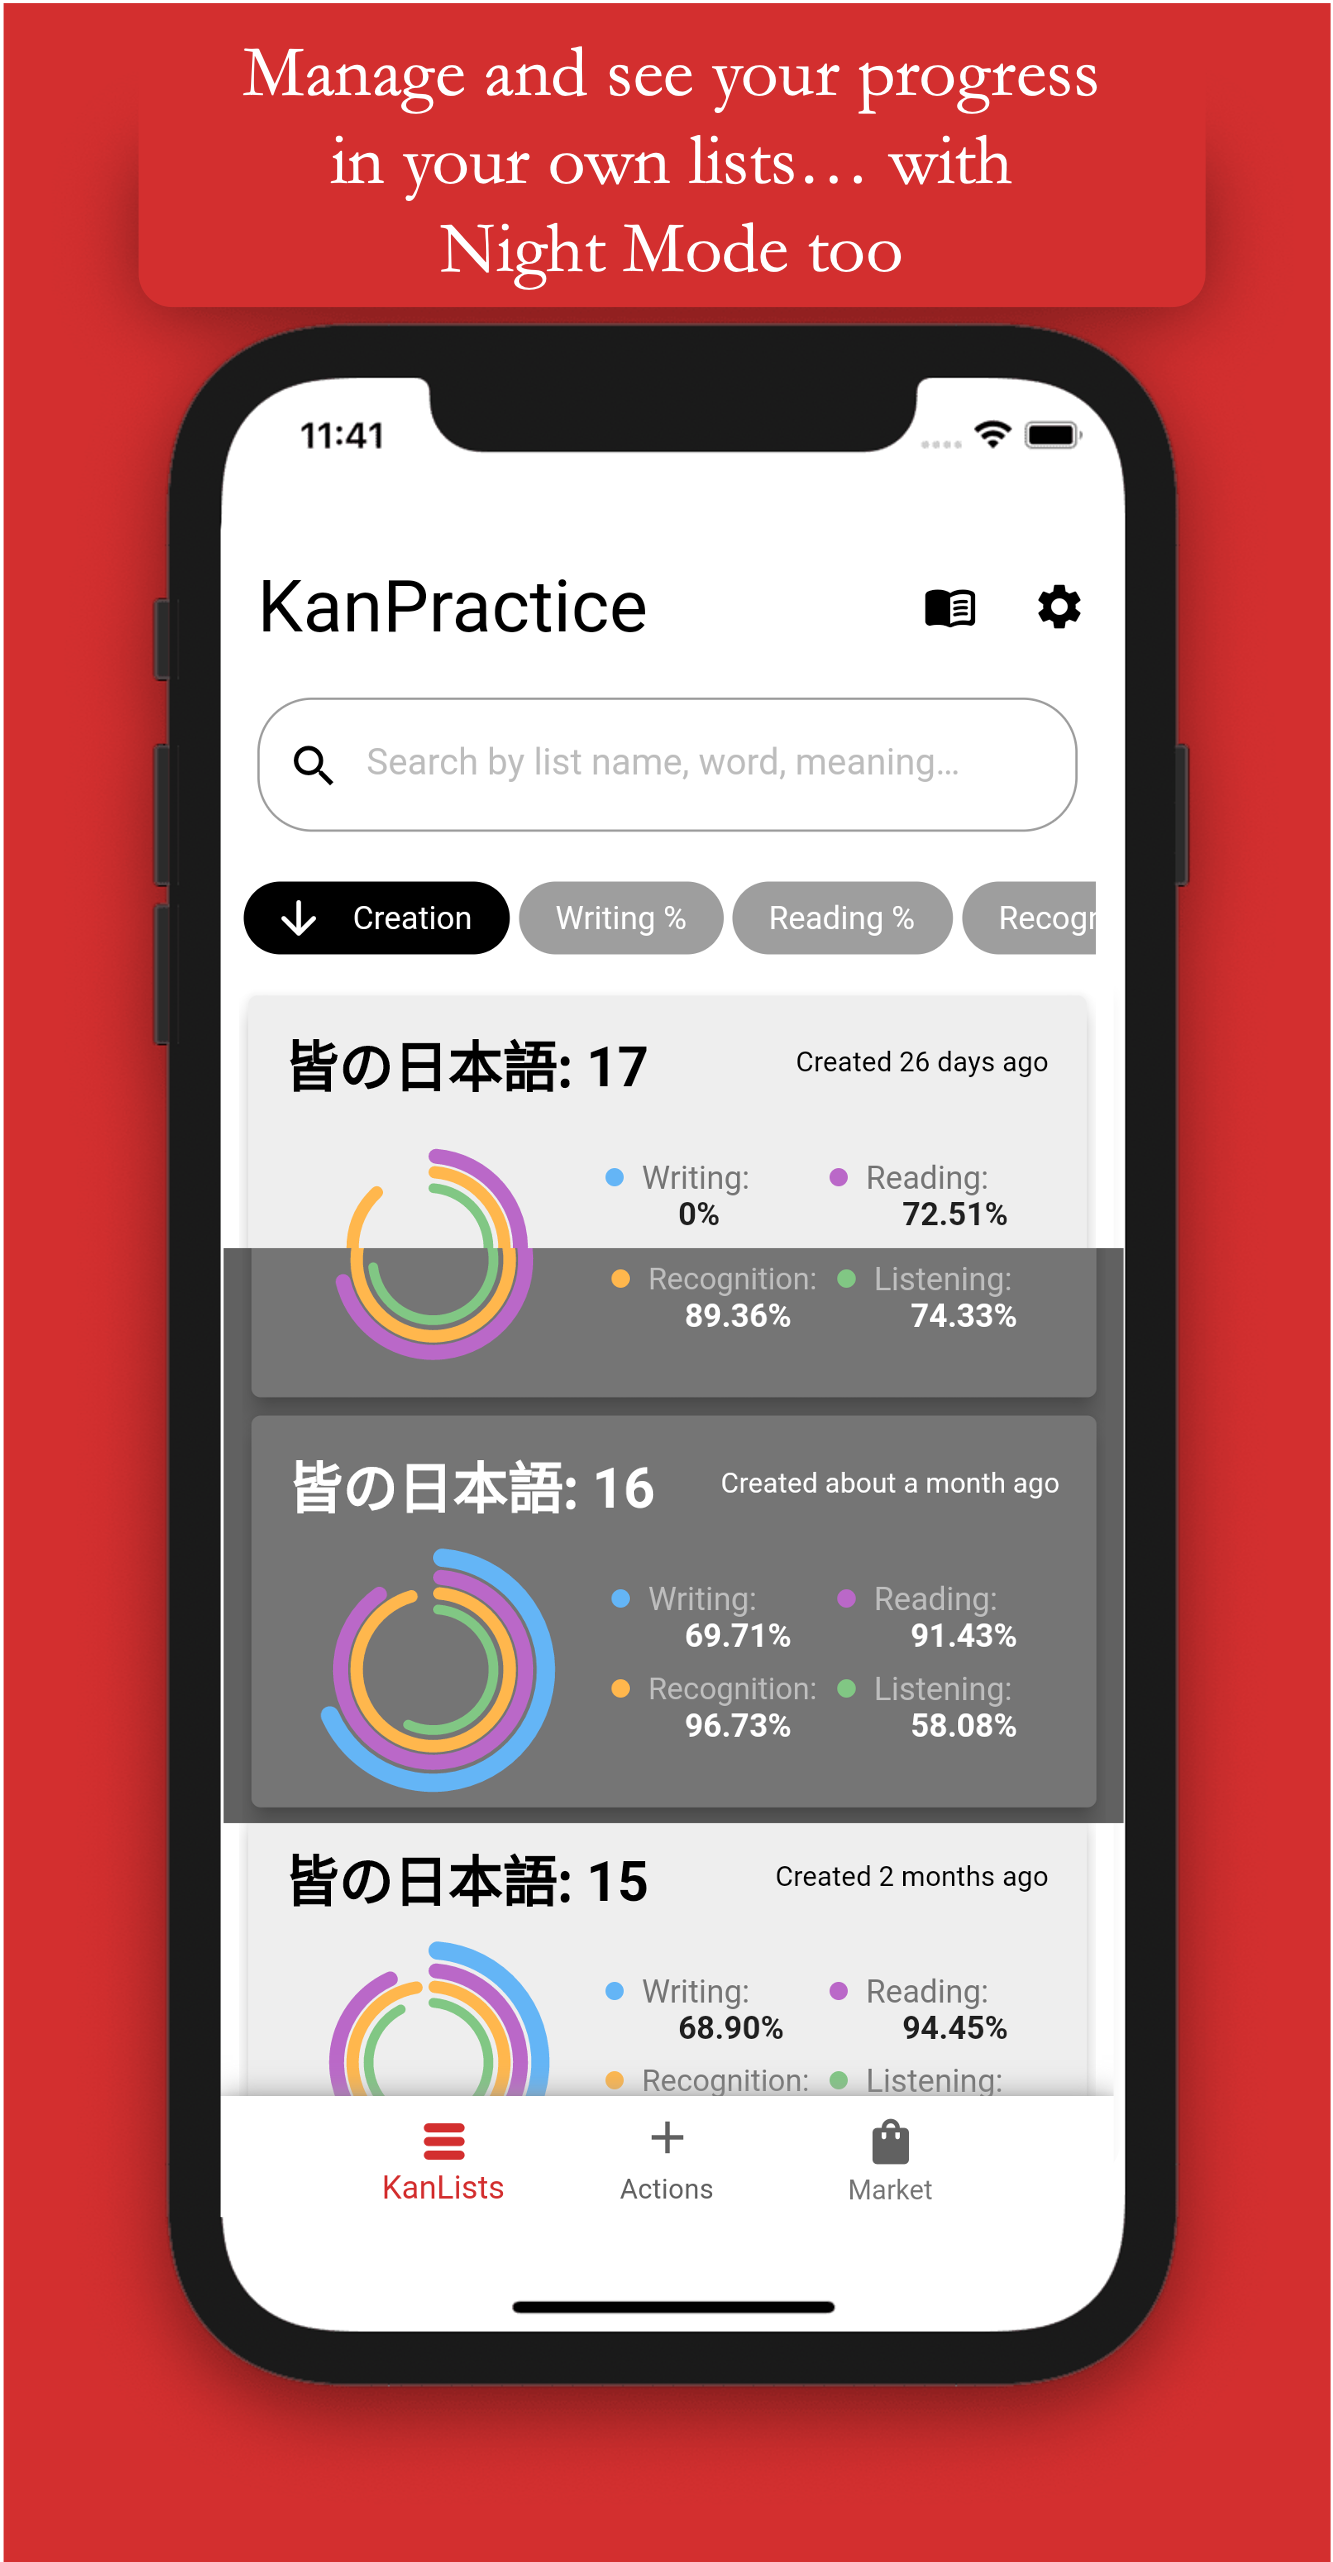 Manage and see your progress
in your own lists… with
Night Mode too
11:41
KanPractice
Search by list name, word, meaning…
Creation Writing % Reading % Recogn
皆の日本語: 17 Created 26 days ago
Writing: Reading:
0% 72.51%
Recognition: Listening:
89.36% 74.33%
皆の日本語: 16 Created about a month ago
Writing: Reading:
69.71% 91.43%
Recognition: Listening:
96.73% 58.08%
皆の日本語: 15 Created 2 months ago
Writing: Reading:
68.90% 94.45%
Recognition: Listening:
KanLists Actions Market